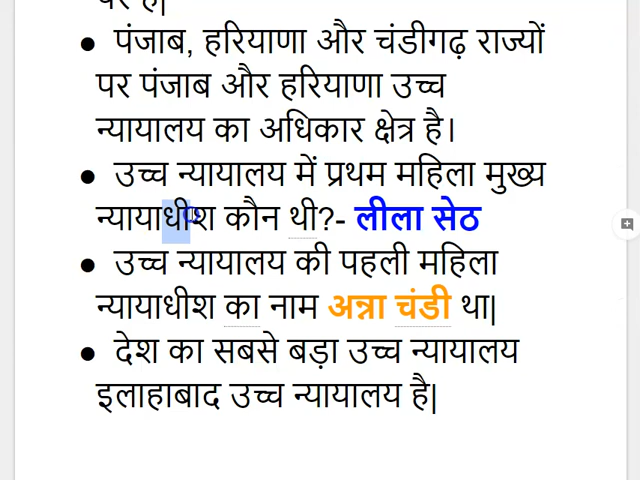 पर है|
● पंजाब, हरियाणा और चंडीगढ़ राज्यों
पर पंजाब और हरियाणा उच्च
न्यायालय का अधिकार क्षेत्र है।
● उच्च न्यायालय में प्रथम महिला मुख्य
न्यायाधीश कौन थी?- लीला सेठ
● उच्च न्यायालय की पहली महिला
न्यायाधीश का नाम अन्ना चंडी था|
● देश का सबसे बड़ा उच्च न्यायालय
इलाहाबाद उच्च न्यायालय है|